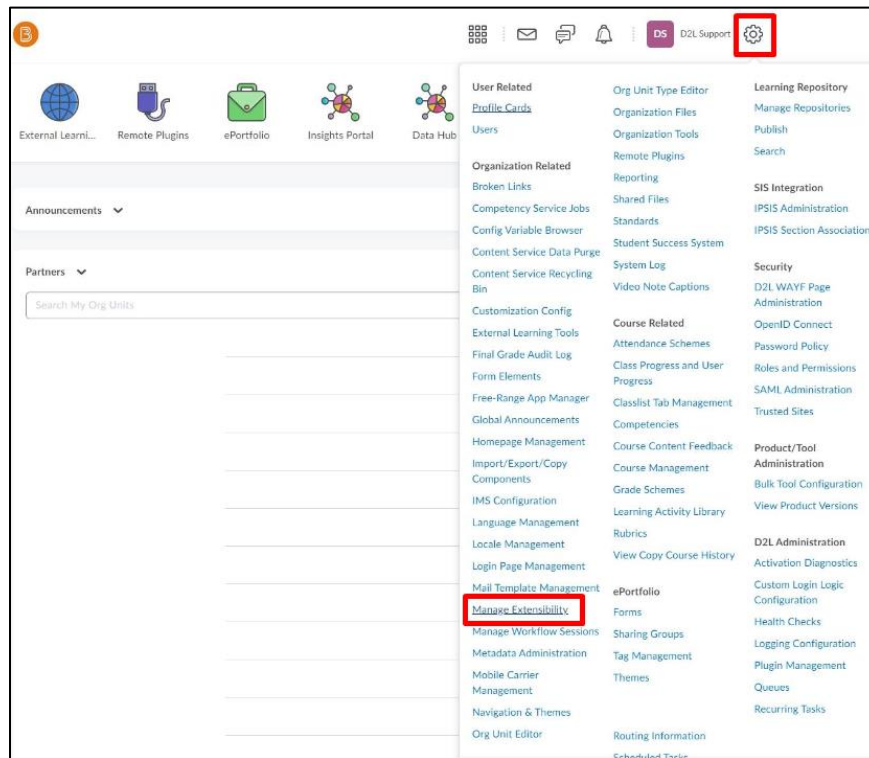 B
DS D2L Support
External Learni...
Remote Plugins
ePortfolio
Insights Portal
Data Hub
Announcements
Partners
Search My Org Units
User Related
Profile Cards
Users
Organization Related
Broken Links
Competency Service Jobs
Config Variable Browser
Content Service Data Purge
Content Service Recycling
Bin
Customization Config
External Learning Tools
Final Grade Audit Log
Form Elements
Free-Range App Manager
Global Announcements
Homepage Management
Import/Export/Copy
Components
IMS Configuration
Language Management
Locale Management
Login Page Management
Mail Template Management
Manage Extensibility
Manage Workflow Sessions
Metadata Administration
Mobile Carrier
Management
Navigation & Themes
Org Unit Editor
Org Unit Type Editor
Organization Files
Organization Tools
Remote Plugins
Reporting
Shared Files
Standards
Student Success System
System Log
Video Note Captions
Course Related
Attendance Schemes
Class Progress and User
Progress
Classlist Tab Management
Competencies
Course Content Feedback
Course Management
Grade Schemes
Learning Activity Library
Rubrics
View Copy Course History
ePortfolio
Forms
Sharing Groups
Tag Management
Themes
Routing Information
Scheduled Tasks
Learning Repository
Manage Repositories
Publish
Search
SIS Integration
IPSIS Administration
IPSIS Section Association
Security
D2L WAYF Page
Administration
OpenID Connect
Password Policy
Roles and Permissions
SAML Administration
Trusted Sites
Product/Tool
Administration
Bulk Tool Configuration
View Product Versions
D2L Administration
Activation Diagnostics
Custom Login Logic
Configuration
Health Checks
Logging Configuration
Plugin Management
Queues
Recurring Tasks